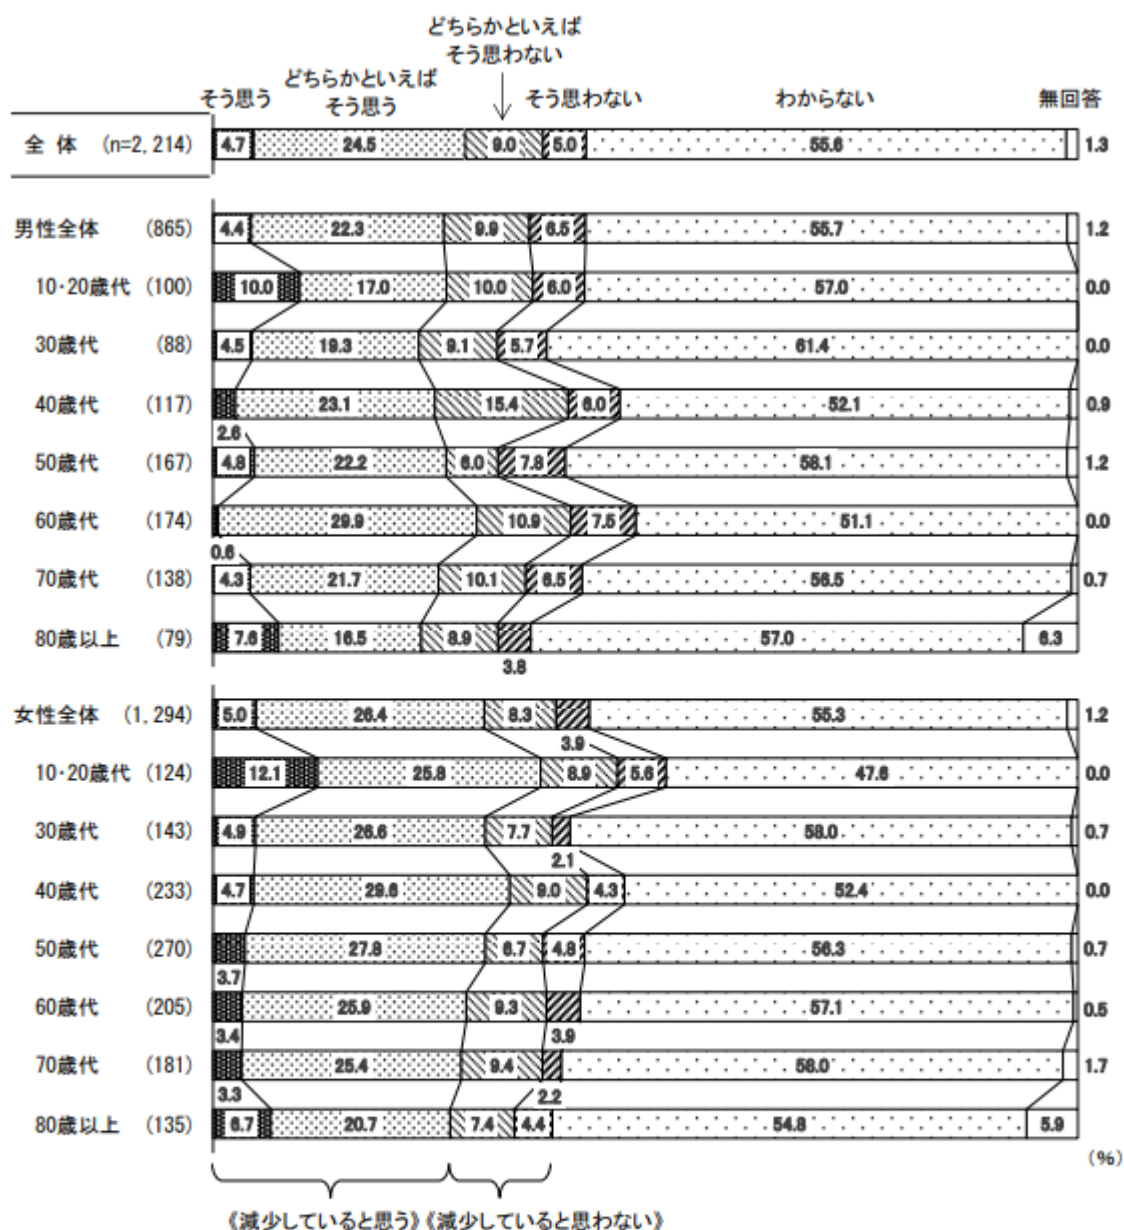 どちらかといえば
そう思わない
どちらかといえば
そう思う
そう思う
そう思わない
わからない
無回答
全 体 (n=2,214) 4.7 24.5 9.0 5.0 55.6 1.3
男性全体 (865) 4.4 22.3 9.9 6.5 55.7 1.2
10・20歳代 (100) 10.0 17.0 10.0 6.0 57.0 0.0
30歳代 (88) 4.5 19.3 9.1 5.7 61.4 0.0
40歳代 (117) 23.1 15.4 6.0 52.1 0.9
2.6
50歳代 (167) 4.8 22.2 6.0 7.8 58.1 1.2
60歳代 (174) 29.9 10.9 7.5 51.1 0.0
0.6
70歳代 (138) 4.3 21.7 10.1 6.5 56.5 0.7
80歳以上 (79) 7.6 16.5 8.9 57.0 6.3
3.8
女性全体 (1,294) 5.0 26.4 8.3 55.3 1.2
3.9
10・20歳代 (124) 12.1 25.8 8.9 5.6 47.6 0.0
30歳代 (143) 4.9 26.6 7.7 58.0 0.7
2.1
40歳代 (233) 4.7 29.6 9.0 4.3 52.4 0.0
50歳代 (270) 27.8 6.7 4.8 56.3 0.7
3.7
60歳代 (205) 25.9 9.3 57.1 0.5
3.4 3.9
70歳代 (181) 25.4 9.4 58.0 1.7
3.3 2.2
80歳以上 (135) 6.7 20.7 7.4 4.4 54.8 5.9
(%)
《減少していると思う》《減少していると思わない》